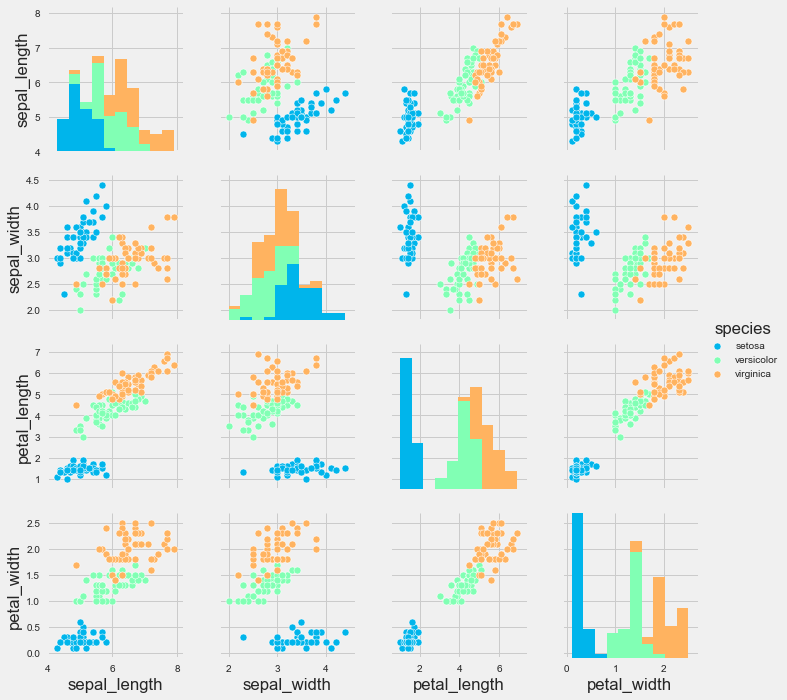 sepal_length
8
7
6
5
4
sepal_width
4.5
4.0
3.5
3.0
2.5
2.0
species
setosa
versicolor
virginica
petal_length
7
6
5
4
3
2
1
petal_width
2.5
2.0
1.5
1.0
0.5
0.0
4 6 8 2 3 4 2 4 6 0 1 2
sepal_length sepal_width petal_length petal_width